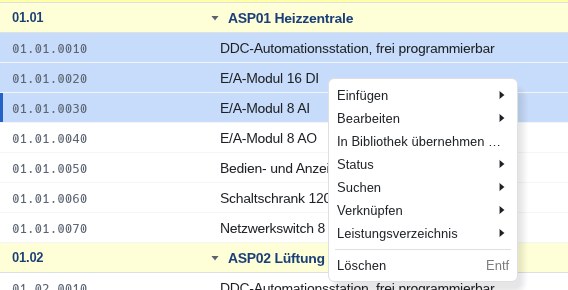 01.01 ASP01 Heizzentrale
01.01.0010 DDC-Automationsstation, frei programmierbar
01.01.0020 E/A-Modul 16 DI
01.01.0030 E/A-Modul 8 AI
01.01.0040 E/A-Modul 8 AO
01.01.0050 Bedien- und Anzei
01.01.0060 Schaltschrank 120
01.01.0070 Netzwerkswitch 8
01.02 ASP02 Lüftung
01.02.0010 DDC-Automationsstation, frei programmierbar
Einfügen
Bearbeiten
In Bibliothek übernehmen …
Status
Suchen
Verknüpfen
Leistungsverzeichnis
Löschen Entf